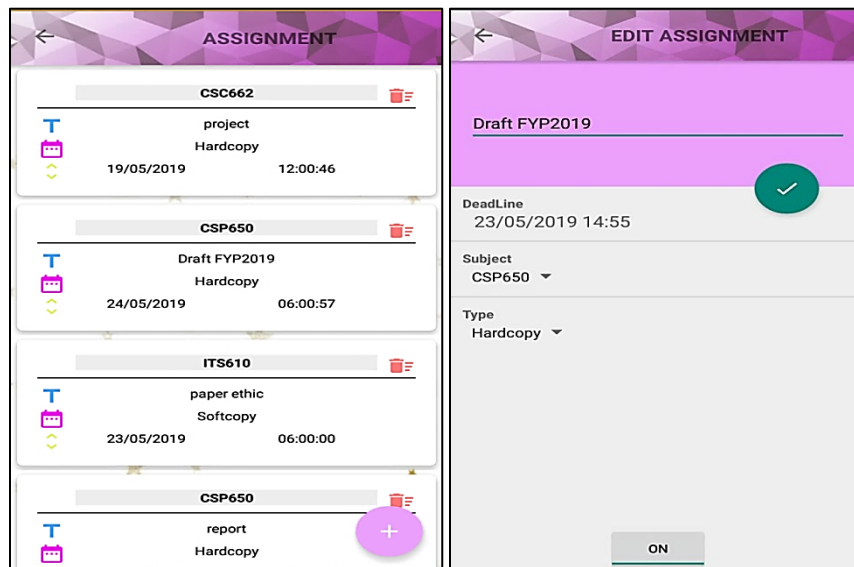 ASSIGNMENT
CSC662
project
Hardcopy
19/05/2019 12:00:46
CSP650
Draft FYP2019
Hardcopy
24/05/2019 06:00:57
ITS610
paper ethic
Softcopy
23/05/2019 06:00:00
CSP650
report
Hardcopy
EDIT ASSIGNMENT
Draft FYP2019
DeadLine
23/05/2019 14:55
Subject
CSP650
Type
Hardcopy
ON